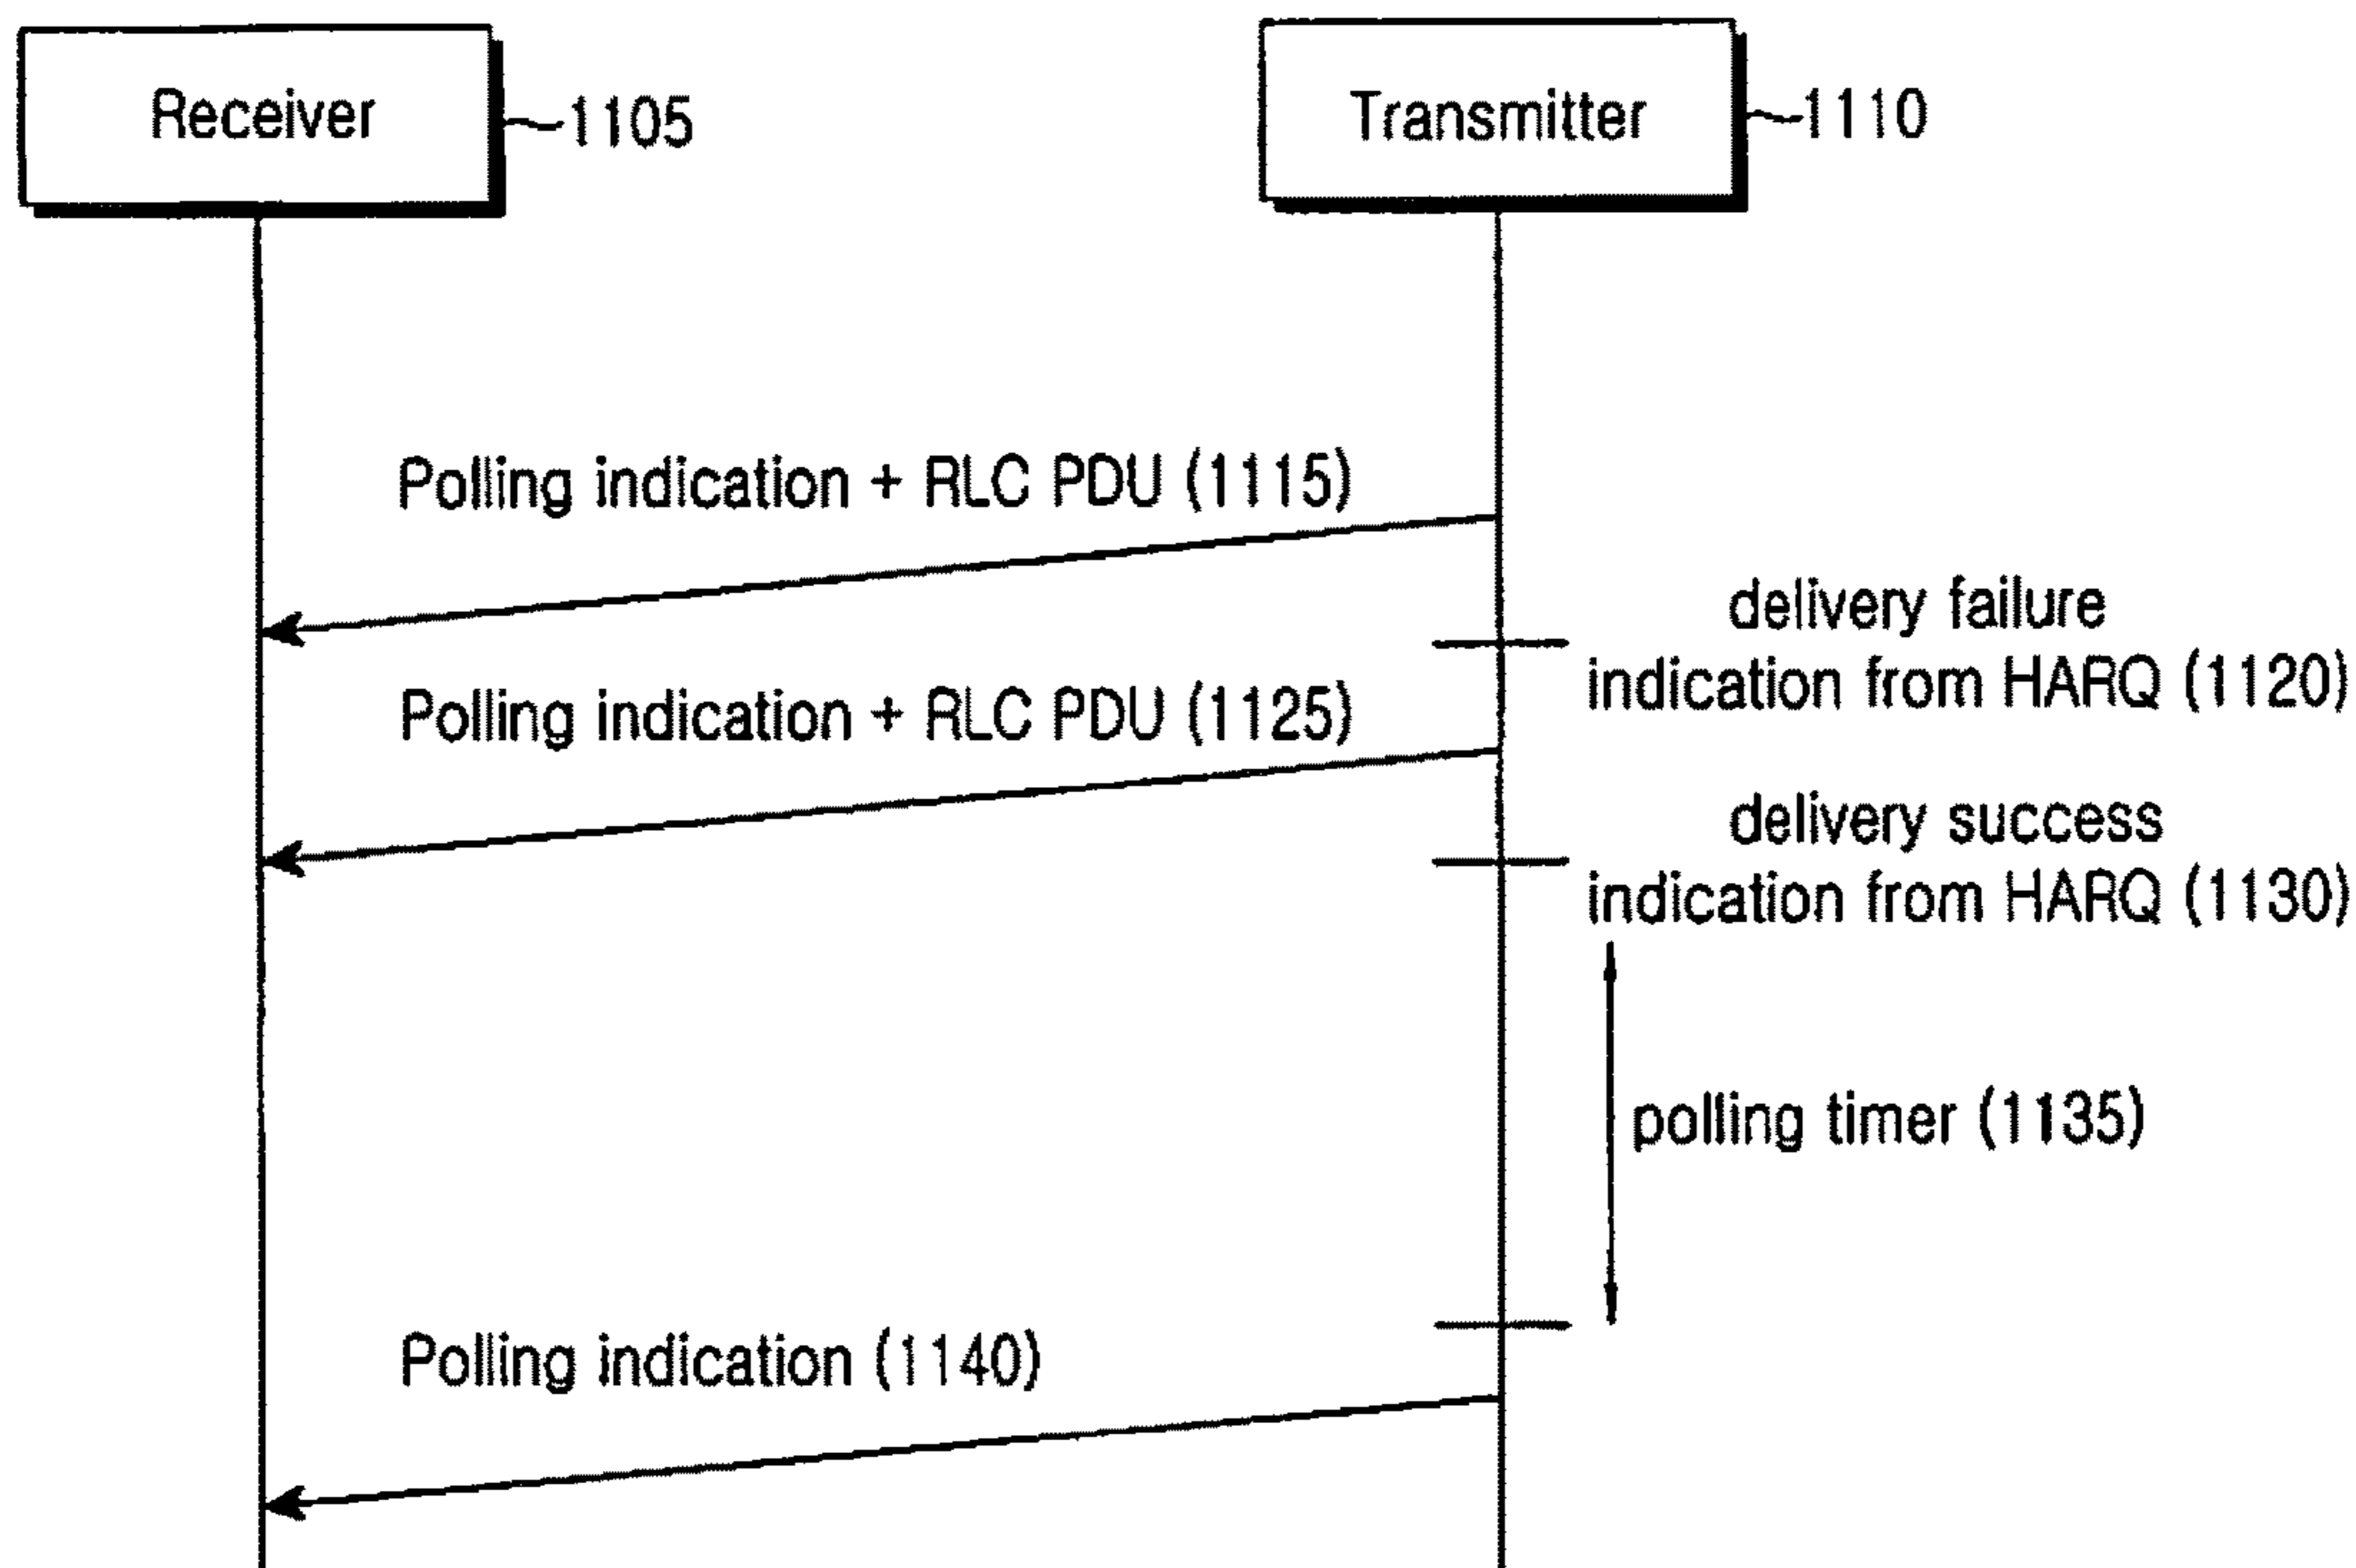 Receiver
1105
Transmitter
1110
Polling indication + RLC PDU (1115)
delivery failure
indication from HARQ (1120)
Polling indication + RLC PDU (1125)
delivery success
indication from HARQ (1130)
polling timer (1135)
Polling indication (1140)